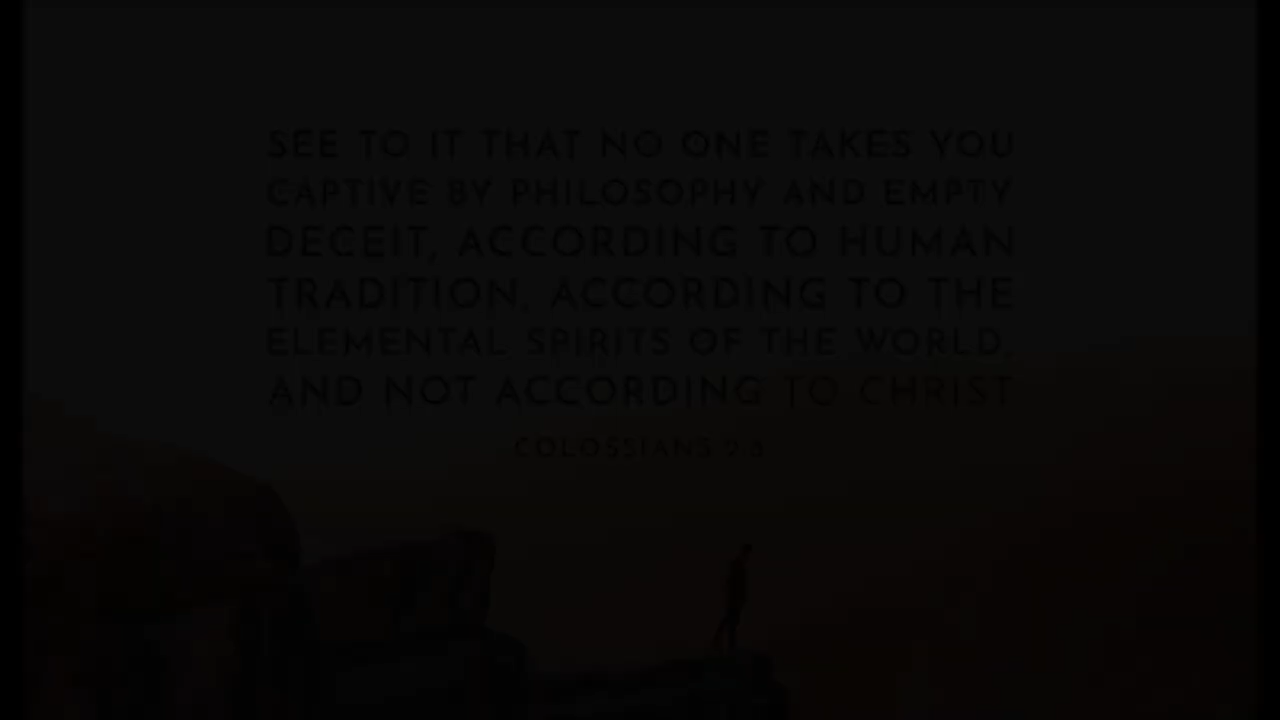 SEE TO IT THAT NO ONE TAKES YOU
CAPTIVE BY PHILOSOPHY AND EMPTY
DECEIT, ACCORDING TO HUMAN
TRADITION, ACCORDING TO THE
ELEMENTAL SPIRITS OF THE WORLD,
AND NOT ACCORDING TO CHRIST
COLOSSIANS